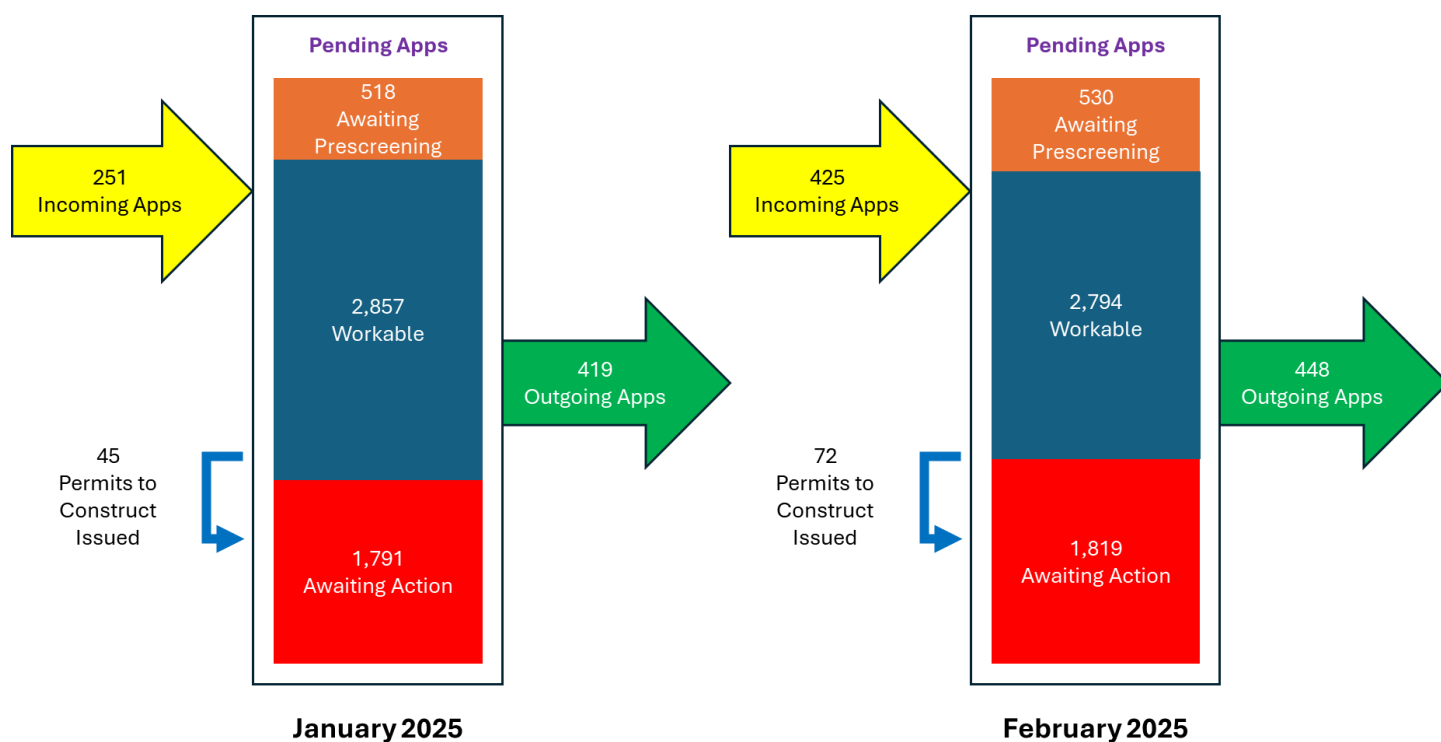 Pending Apps
518
Awaiting
Prescreening
251
Incoming Apps
2,857
Workable
419
Outgoing Apps
45
Permits to
Construct
Issued
1,791
Awaiting Action
January 2025
Pending Apps
530
Awaiting
Prescreening
425
Incoming Apps
2,794
Workable
448
Outgoing Apps
72
Permits to
Construct
Issued
1,819
Awaiting Action
February 2025